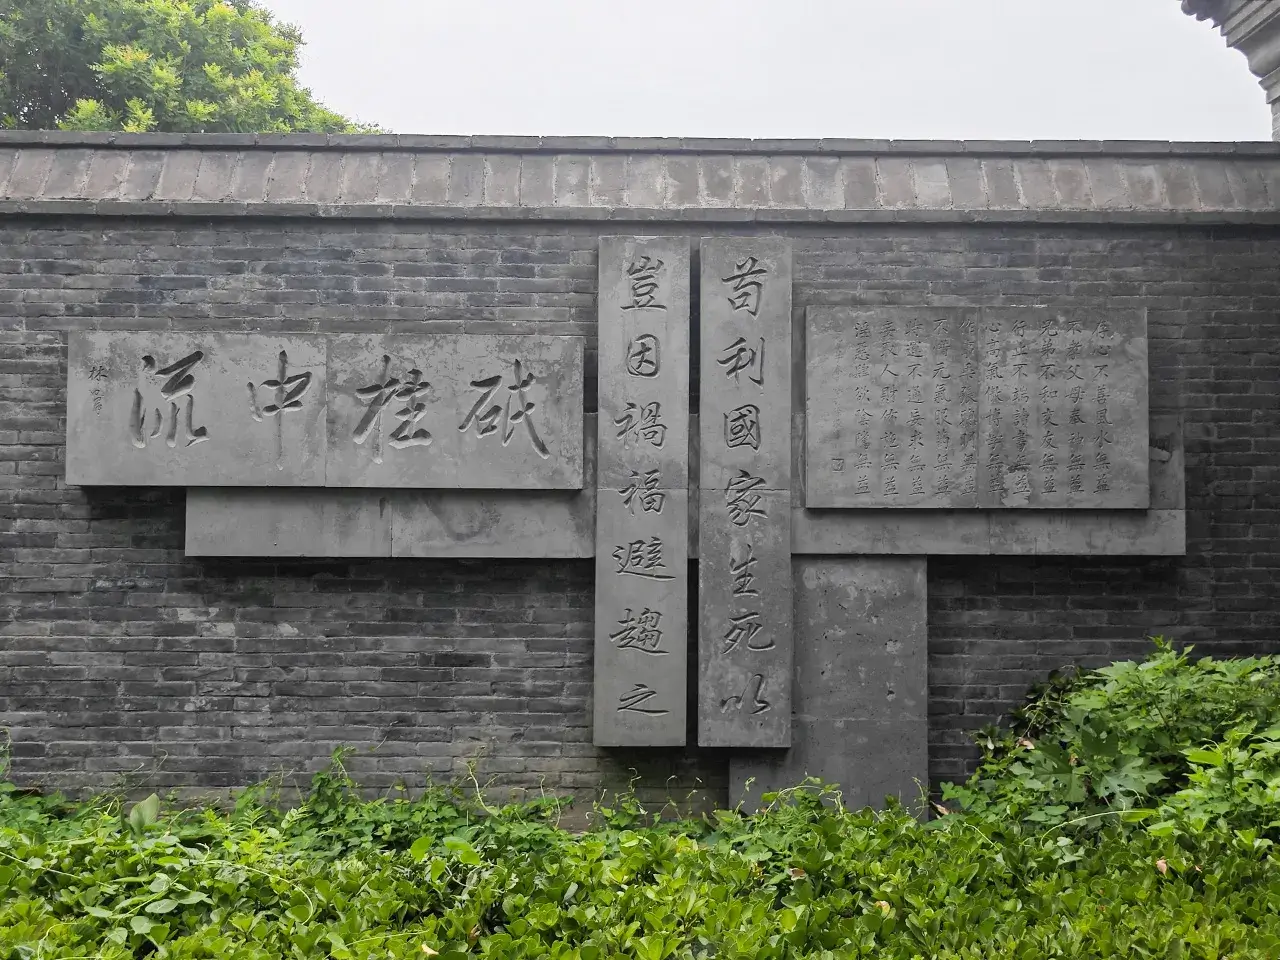 存心不善風水無益
不孝父母奉神無益
兄弟不和交友無益
行止不端讀書無益
心高氣傲博學無益
作事乖張聰明無益
不惜元氣服藥無益
時運不通妄求無益
妄取人財佈施無益
淫惡肆欲陰騭無益
苟利國家生死以
豈因禍福避趨之
砥柱中流
林